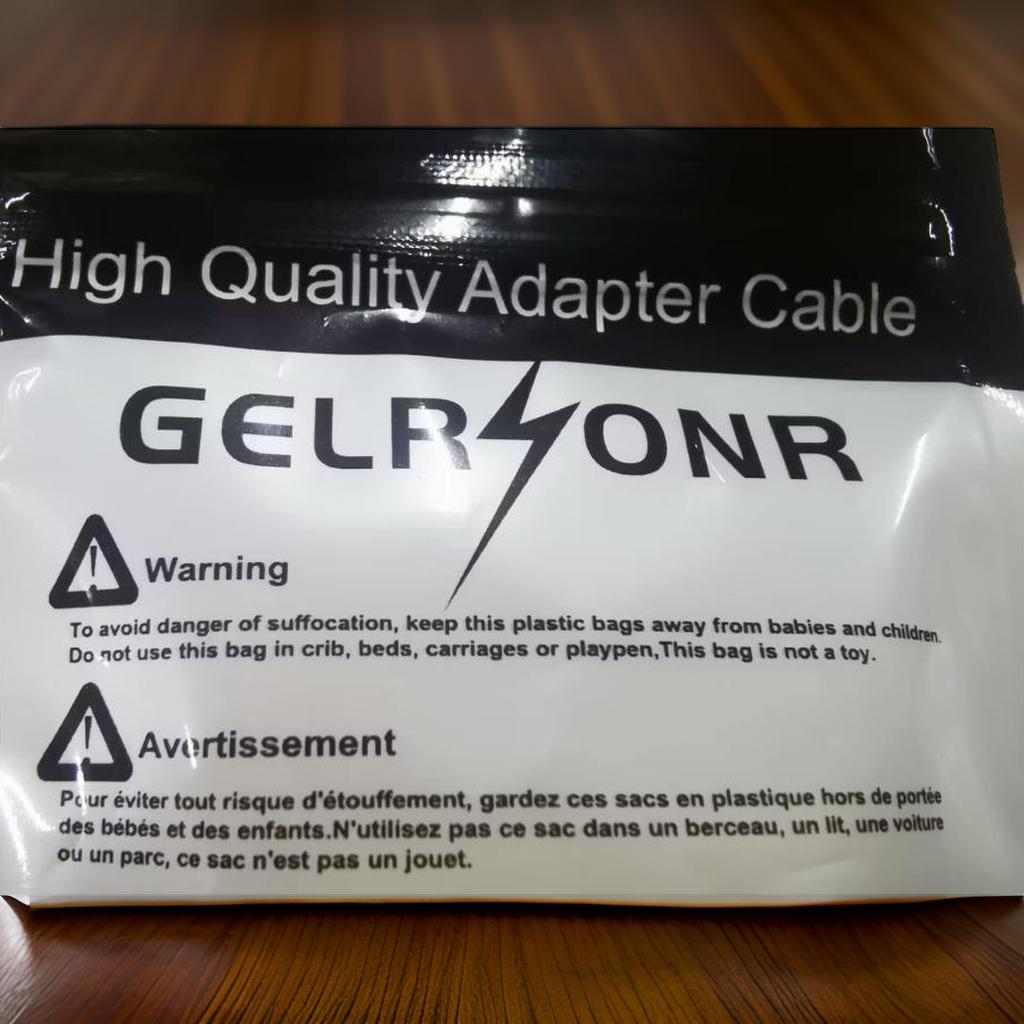 High Quality Adapter Cable
GELRSONR
Warning
To avoid danger of suffocation, keep this plastic bags away from babies and children.
Do not use this bag in crib, beds, carriages or playpen,This bag is not a toy.
Avertissement
Pour éviter tout risque d'étouffement, gardez ces sacs en plastique hors de portée
des bébés et des enfants.N'utilisez pas ce sac dans un berceau, un lit, une voiture
ou un parc, ce sac n'est pas un jouet.